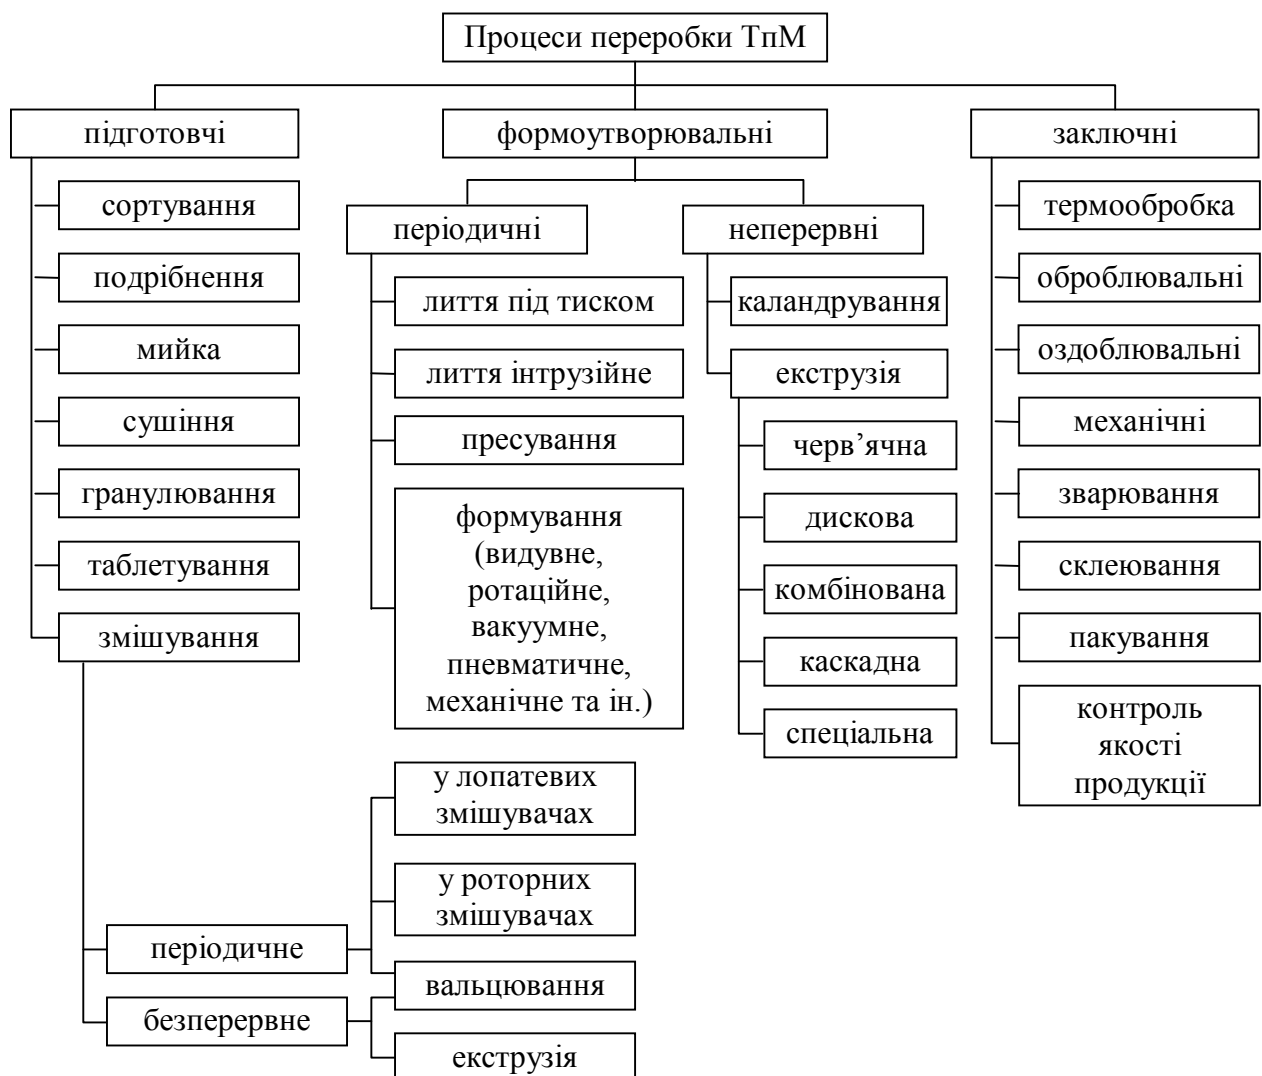 Процеси переробки ТпМ
підготовчі
сортування
подрібнення
мийка
сушіння
гранулювання
таблетування
змішування
періодичне
у лопатевих
змішувачах
у роторних
змішувачах
вальцювання
безперервне
екструзія
формоутворювальні
періодичні
лиття під тиском
лиття інтрузійне
пресування
формування
(видувне,
ротаційне,
вакуумне,
пневматичне,
механічне та ін.)
неперервні
каландрування
екструзія
черв’ячна
дискова
комбінована
каскадна
спеціальна
заключні
термообробка
оброблювальні
оздоблювальні
механічні
зварювання
склеювання
пакування
контроль
якості
продукції